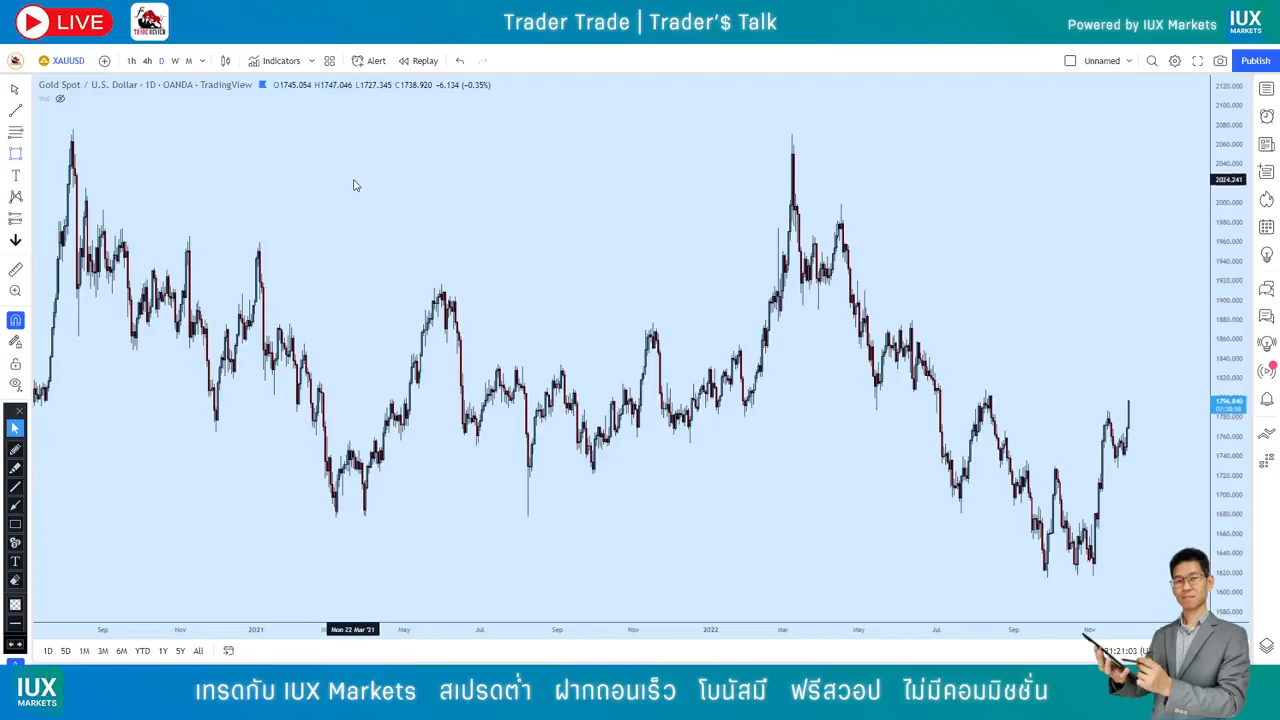 LIVE
TRADE REVIEW
Trader Trade | Trader'$ Talk
Powered by IUX Markets
IUX
MARKETS
XAUUSD
1h 4h D W M
Indicators
Alert
Replay
Unnamed
Publish
Gold Spot / U.S. Dollar · 1D · OANDA · TradingView
O1745.054 H1747.046 L1727.345 C1738.920 -6.134 (-0.35%)
Vol
2120.000
2100.000
2080.000
2060.000
2040.000
2024.341
2000.000
1980.000
1960.000
1940.000
1920.000
1900.000
1880.000
1860.000
1840.000
1820.000
1796.840
1780.000
1760.000
1740.000
1720.000
1700.000
1680.000
1660.000
1640.000
1620.000
1600.000
1580.000
Sep Nov 2021 Mon 22 Mar '21 May Jul Sep Nov 2022 Mar May Jul Sep Nov
1D 5D 1M 3M 6M YTD 1Y 5Y All
21:21:03
IUX
MARKETS
เทรดกับ IUX Markets สเปรดต่ำ ฝากถอนเร็ว โบนัสมี ฟรีสวอป ไม่มีคอมมิชชั่น